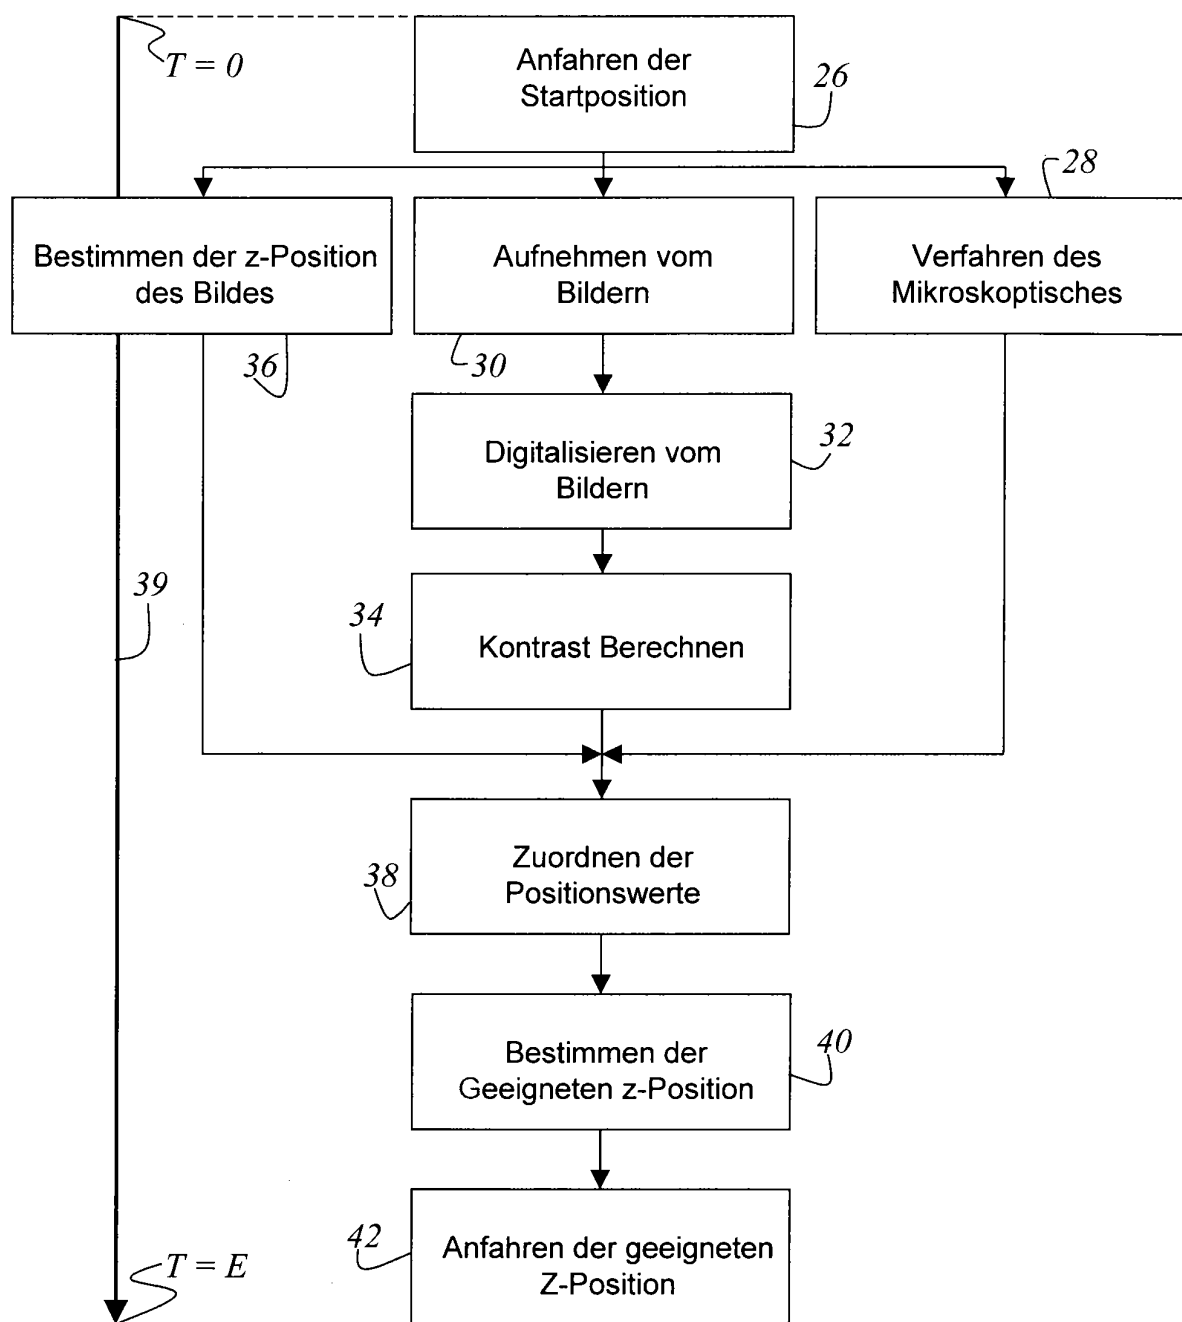 T = 0
Anfahren der
Startposition
26
28
Bestimmen der z-Position
des Bildes
36
Aufnehmen vom
Bildern
30
Verfahren des
Mikroskoptisches
Digitalisieren vom
Bildern
32
39
34
Kontrast Berechnen
Zuordnen der
Positionswerte
38
Bestimmen der
Geeigneten z-Position
40
42
Anfahren der geeigneten
Z-Position
T = E